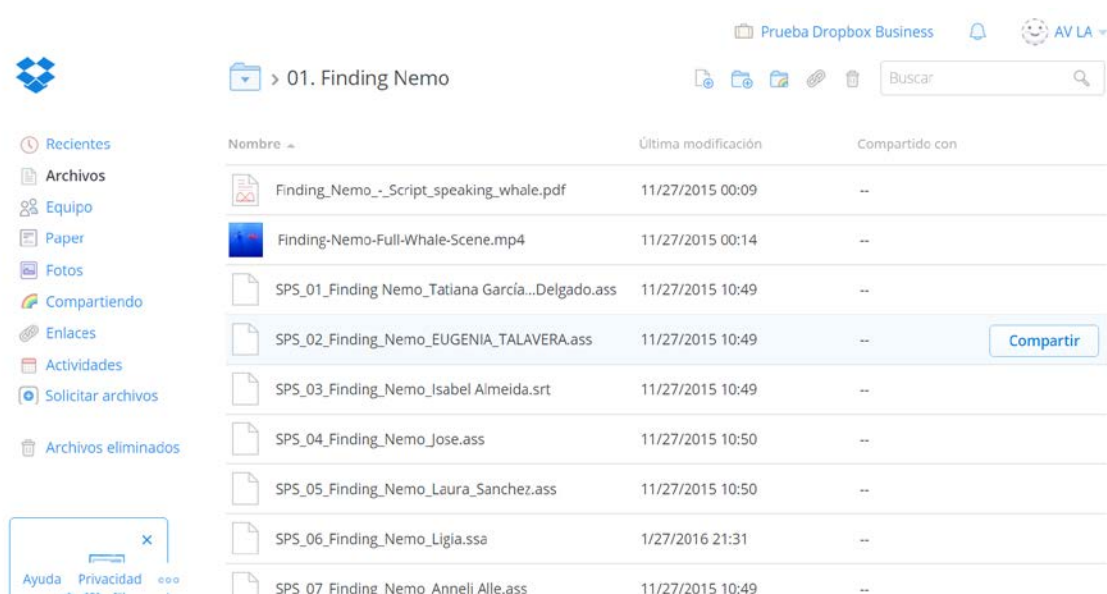 Prueba Dropbox Business AV LA
> 01. Finding Nemo Buscar
Recientes
Archivos
Equipo
Paper
Fotos
Compartiendo
Enlaces
Actividades
Solicitar archivos
Archivos eliminados
Ayuda Privacidad
Nombre Última modificación Compartido con
Finding_Nemo_-_Script_speaking_whale.pdf 11/27/2015 00:09 --
Finding-Nemo-Full-Whale-Scene.mp4 11/27/2015 00:14 --
SPS_01_Finding Nemo_Tatiana García...Delgado.ass 11/27/2015 10:49 --
SPS_02_Finding_Nemo_EUGENIA_TALAVERA.ass 11/27/2015 10:49 -- Compartir
SPS_03_Finding_Nemo_Isabel Almeida.srt 11/27/2015 10:49 --
SPS_04_Finding_Nemo_Jose.ass 11/27/2015 10:50 --
SPS_05_Finding_Nemo_Laura_Sanchez.ass 11/27/2015 10:50 --
SPS_06_Finding_Nemo_Ligia.ssa 1/27/2016 21:31 --
SPS_07_Finding_Nemo_Anneli Alle.ass 11/27/2015 10:49 --